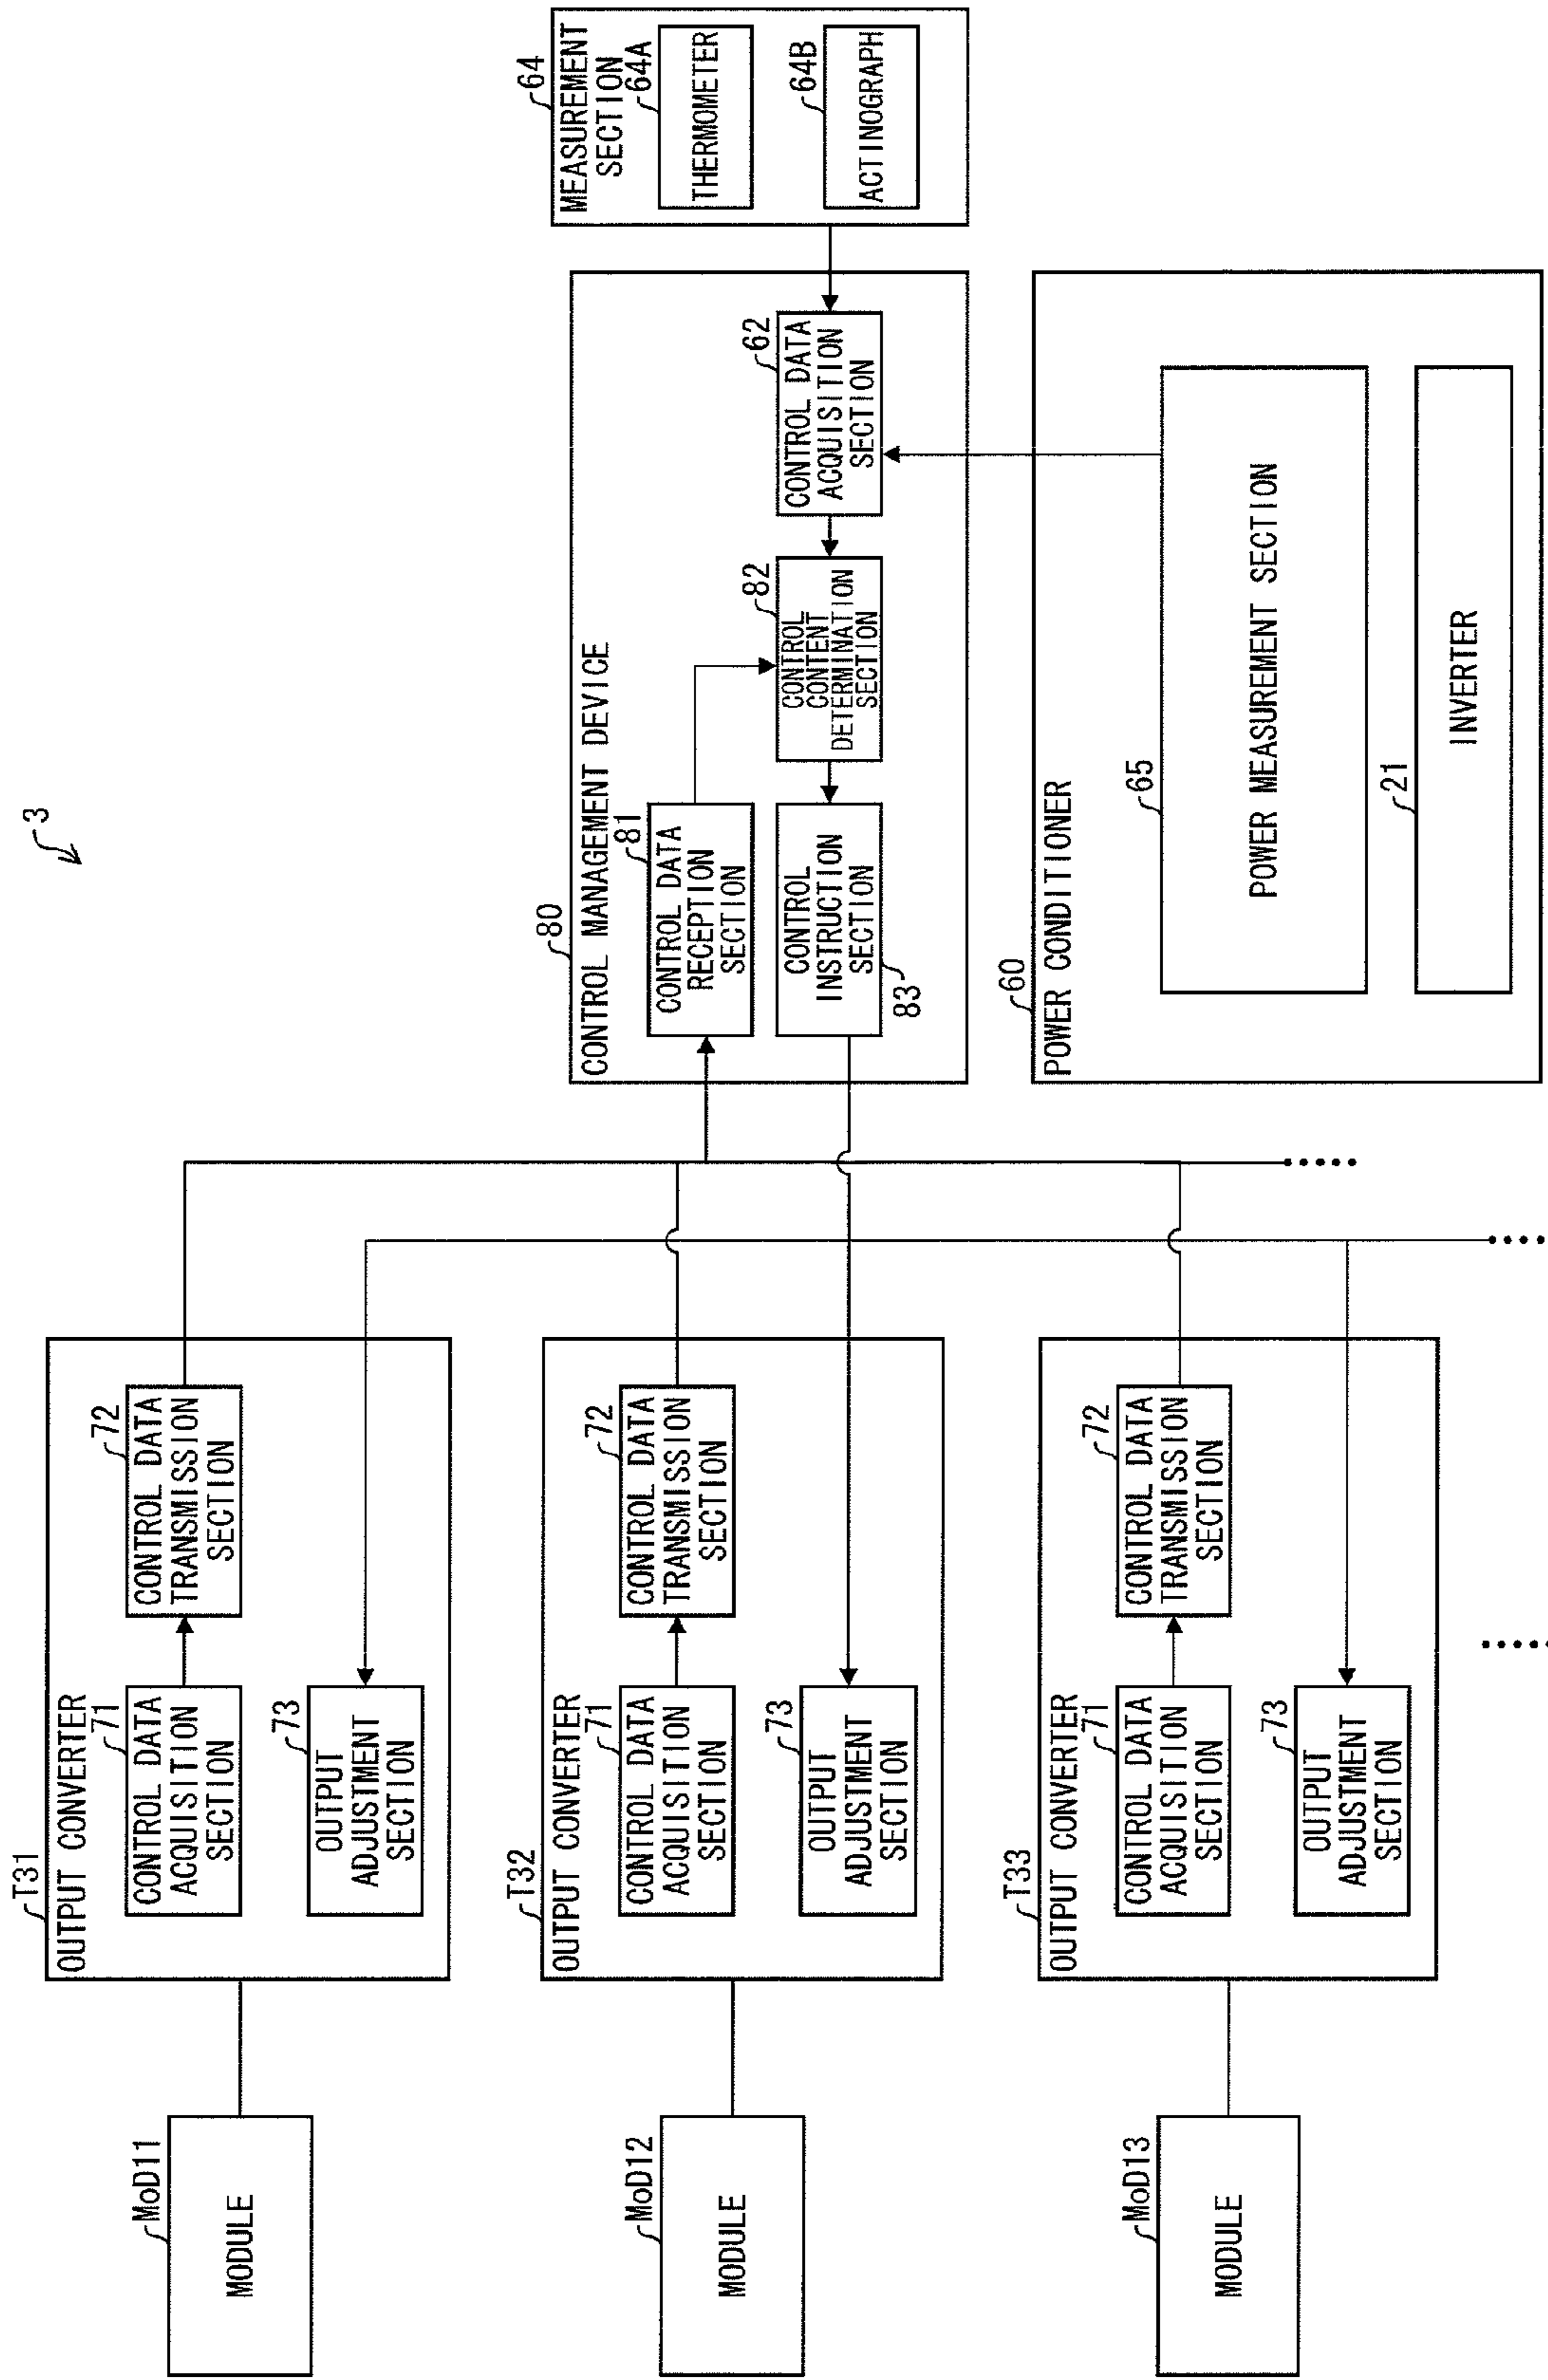 3
MoD11
MODULE
T31
OUTPUT CONVERTER
71
CONTROL DATA
ACQUISITION
SECTION
72
CONTROL DATA
TRANSMISSION
SECTION
73
OUTPUT
ADJUSTMENT
SECTION
MoD12
MODULE
T32
OUTPUT CONVERTER
71
CONTROL DATA
ACQUISITION
SECTION
72
CONTROL DATA
TRANSMISSION
SECTION
73
OUTPUT
ADJUSTMENT
SECTION
MoD13
MODULE
T33
OUTPUT CONVERTER
71
CONTROL DATA
ACQUISITION
SECTION
72
CONTROL DATA
TRANSMISSION
SECTION
73
OUTPUT
ADJUSTMENT
SECTION
80
CONTROL MANAGEMENT DEVICE
81
CONTROL DATA
RECEPTION
SECTION
82
CONTROL
CONTENT
DETERMINATION
SECTION
62
CONTROL DATA
ACQUISITION
SECTION
CONTROL
INSTRUCTION
SECTION
83
64
MEASUREMENT
SECTION
64A
THERMOMETER
64B
ACTINOGRAPH
60
POWER CONDITIONER
65
POWER MEASUREMENT SECTION
21
INVERTER